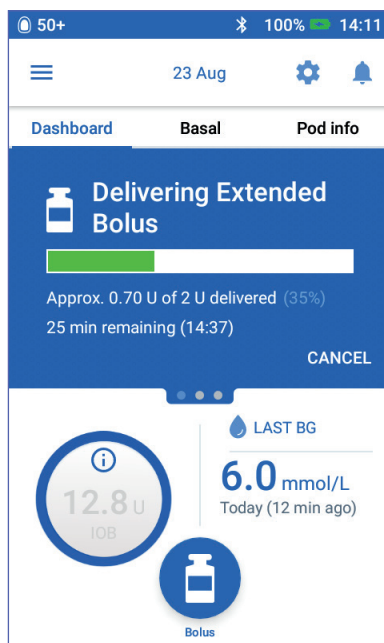 50+ 100% 14:11
23 Aug
Dashboard Basal Pod info
Delivering Extended
Bolus
Approx. 0.70 U of 2 U delivered (35%)
25 min remaining (14:37)
CANCEL
LAST BG
6.0 mmol/L
Today (12 min ago)
12.8 U
IOB
Bolus